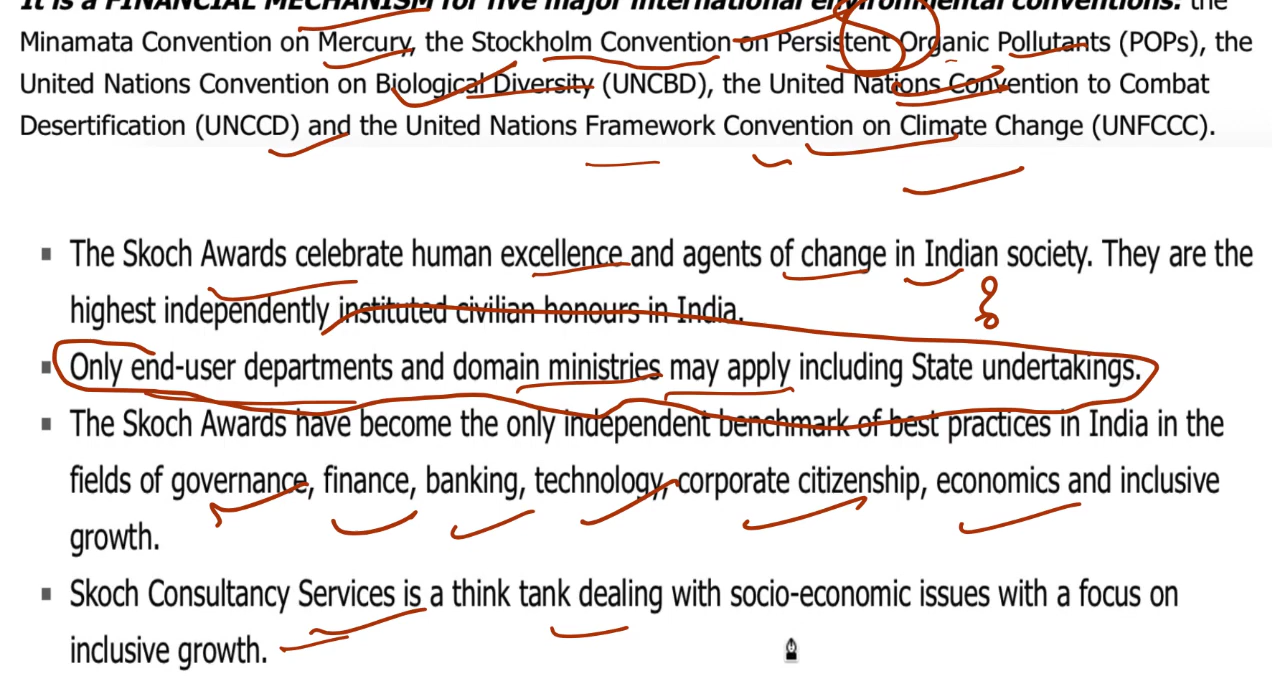 It is a FINANCIAL MECHANISM for five major international environmental conventions: the
Minamata Convention on Mercury, the Stockholm Convention on Persistent Organic Pollutants (POPs), the
United Nations Convention on Biological Diversity (UNCBD), the United Nations Convention to Combat
Desertification (UNCCD) and the United Nations Framework Convention on Climate Change (UNFCCC).
▪ The Skoch Awards celebrate human excellence and agents of change in Indian society. They are the
highest independently instituted civilian honours in India.
▪ Only end-user departments and domain ministries may apply including State undertakings.
▪ The Skoch Awards have become the only independent benchmark of best practices in India in the
fields of governance, finance, banking, technology, corporate citizenship, economics and inclusive
growth.
▪ Skoch Consultancy Services is a think tank dealing with socio-economic issues with a focus on
inclusive growth.